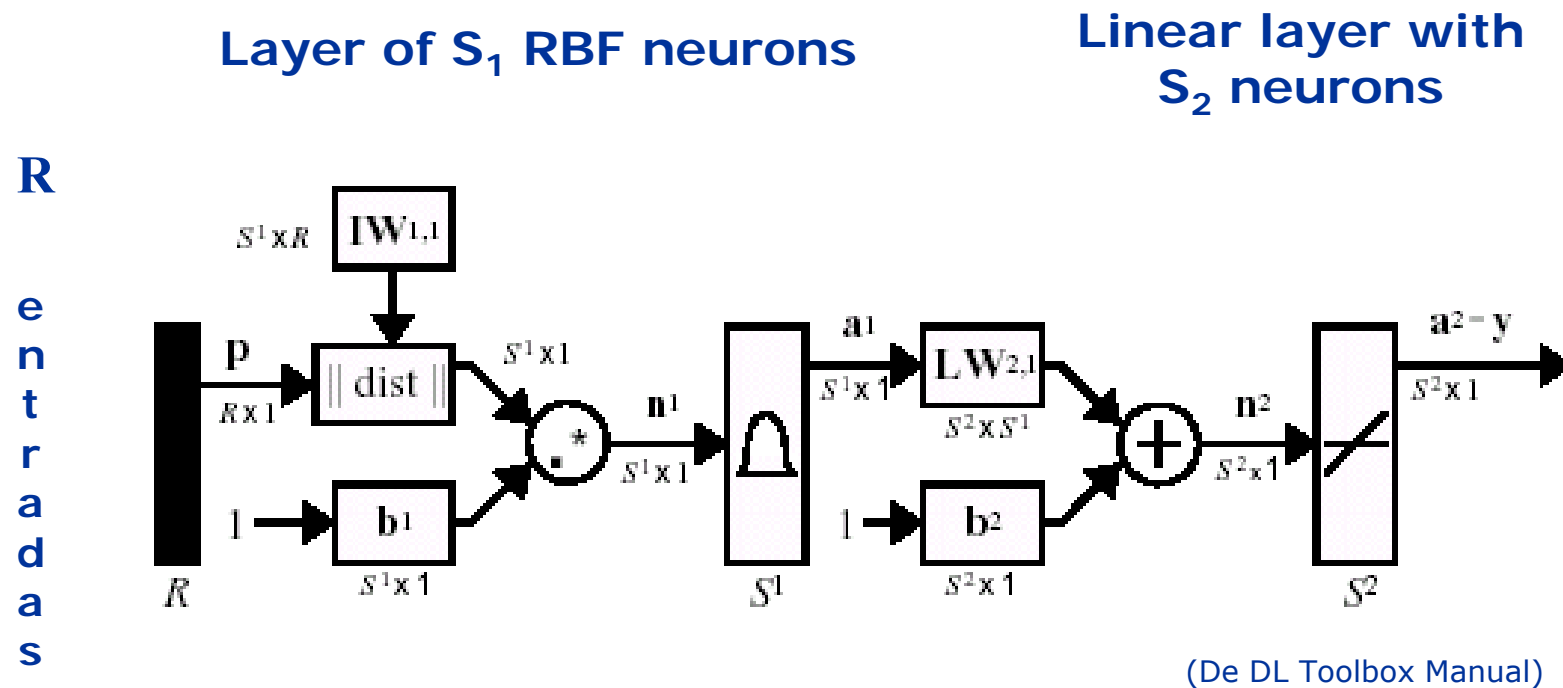 Layer of S₁ RBF neurons
Linear layer with
S₂ neurons
R
entradas
S¹xR
IW1,1
p
Rx1
|| dist ||
S¹x1
.*
n¹
S¹x1
1
b¹
S¹x1
R
S¹
a¹
S¹x1
LW2,1
S²xS¹
1
b²
S²x1
+
n²
S²x1
S²
a² = y
S²x1
(De DL Toolbox Manual)